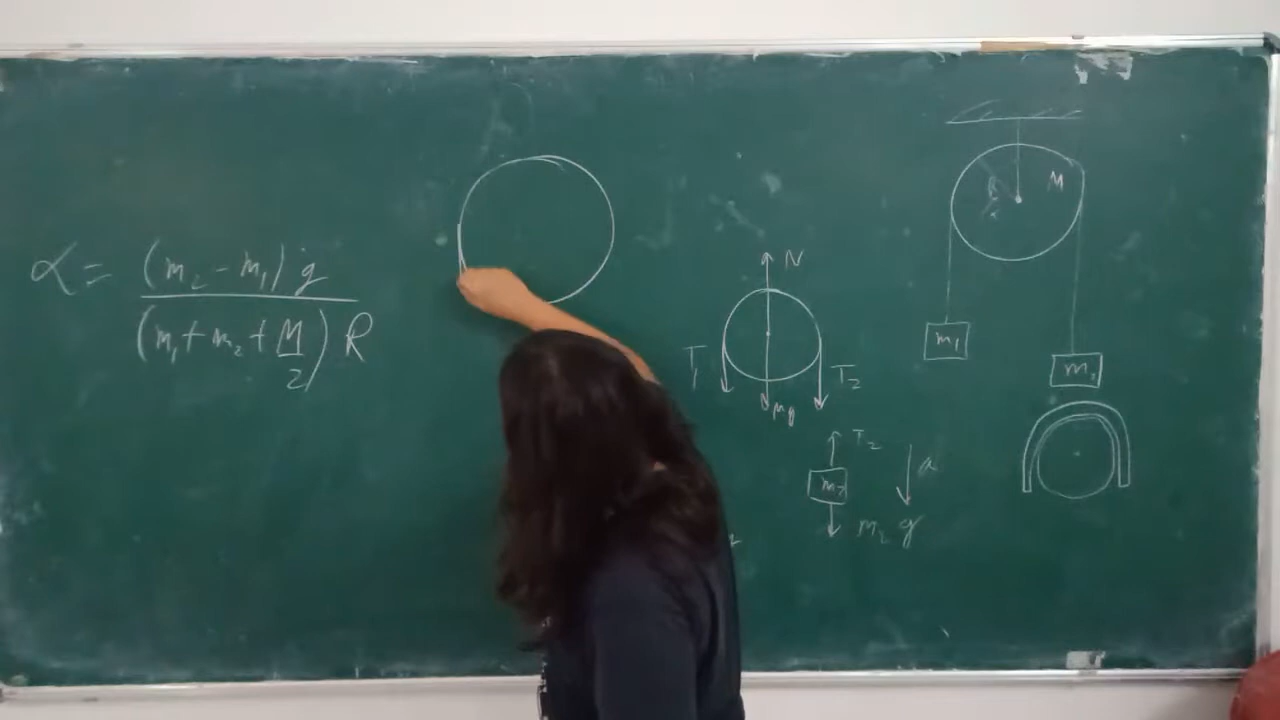 α = (m₂ - m₁) g
(m₁ + m₂ + M/2) R
N
T₁
T₂
Mg
T₂
m₂
a
m₂ g
M
R
m₁
m₂